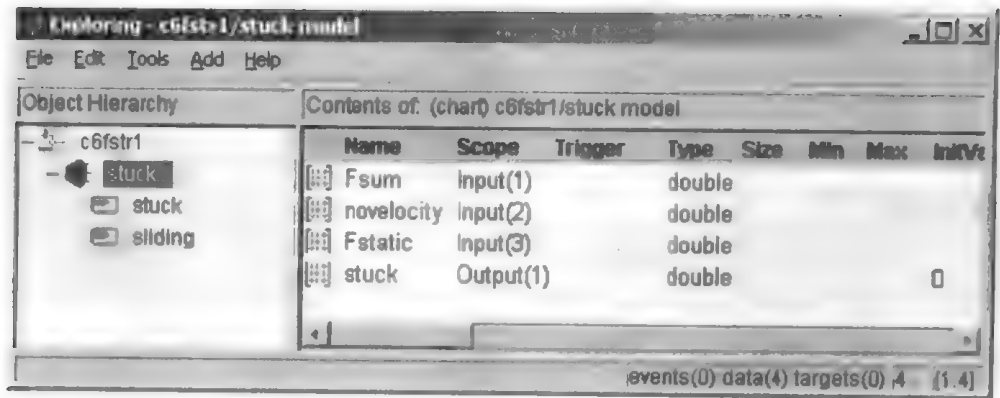 Exploring - c6fstr1/stuck model
File Edit Tools Add Help
Object Hierarchy
Contents of: (chart) c6fstr1/stuck model
c6fstr1
stuck
stuck
sliding
Name Scope Trigger Type Size Min Max InitVa
Fsum Input(1) double
novelocity Input(2) double
Fstatic Input(3) double
stuck Output(1) double 0
events(0) data(4) targets(0) 4 [1.4]